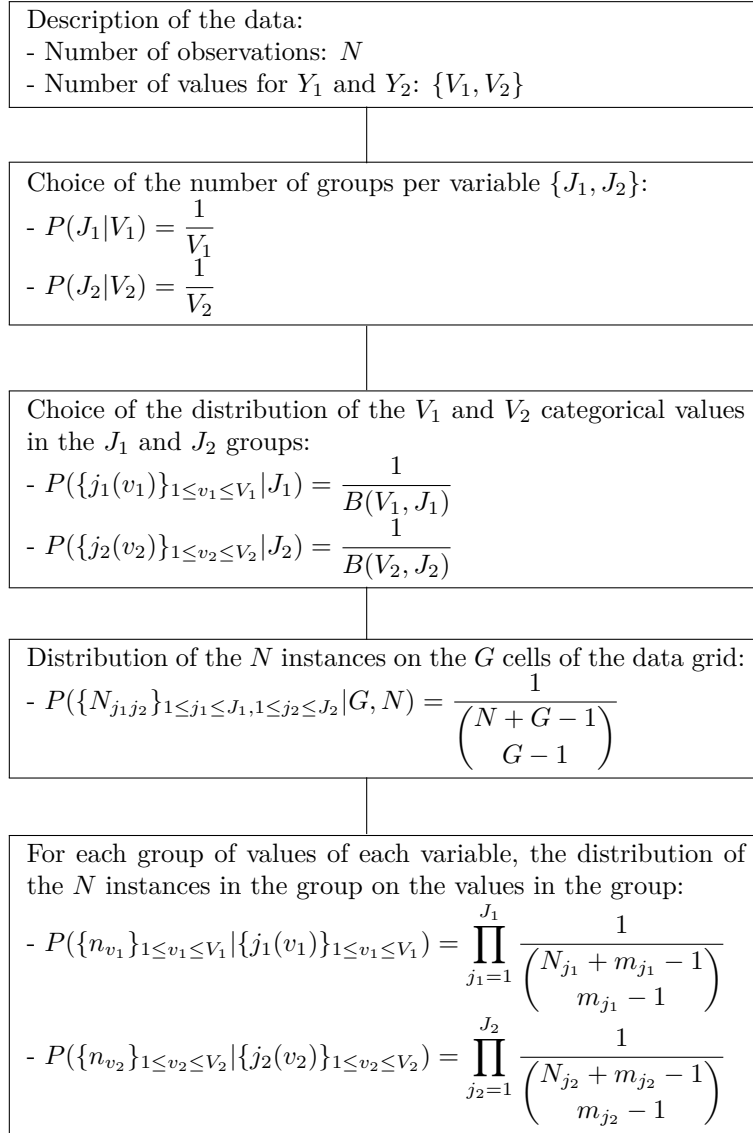 Description of the data:
- Number of observations: N
- Number of values for Y₁ and Y₂: {V₁, V₂}
Choice of the number of groups per variable {J₁, J₂}:
- P(J₁|V₁) = 1/V₁
- P(J₂|V₂) = 1/V₂
Choice of the distribution of the V₁ and V₂ categorical values
in the J₁ and J₂ groups:
- P({j₁(v₁)}_{1≤v₁≤V₁}|J₁) = 1/B(V₁, J₁)
- P({j₂(v₂)}_{1≤v₂≤V₂}|J₂) = 1/B(V₂, J₂)
Distribution of the N instances on the G cells of the data grid:
- P({N_{j₁j₂}}_{1≤j₁≤J₁,1≤j₂≤J₂}|G, N) = 1/\binom{N + G − 1}{G − 1}
For each group of values of each variable, the distribution of
the N instances in the group on the values in the group:
- P({n_{v₁}}_{1≤v₁≤V₁}|{j₁(v₁)}_{1≤v₁≤V₁}) = \prod_{j₁=1}^{J₁} 1/\binom{N_{j₁} + m_{j₁} − 1}{m_{j₁} − 1}
- P({n_{v₂}}_{1≤v₂≤V₂}|{j₂(v₂)}_{1≤v₂≤V₂}) = \prod_{j₂=1}^{J₂} 1/\binom{N_{j₂} + m_{j₂} − 1}{m_{j₂} − 1}